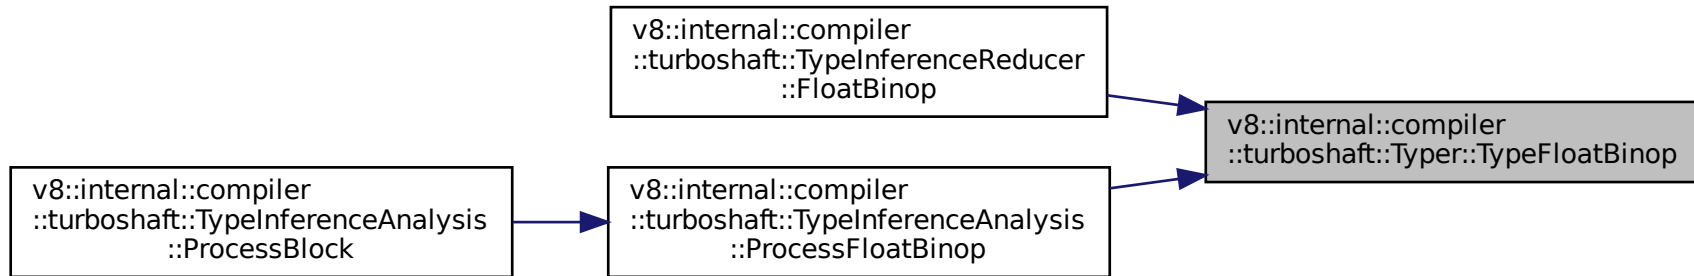 v8::internal::compiler
::turboshaft::TypeInferenceReducer
::FloatBinop
v8::internal::compiler
::turboshaft::Typer::TypeFloatBinop
v8::internal::compiler
::turboshaft::TypeInferenceAnalysis
::ProcessBlock
v8::internal::compiler
::turboshaft::TypeInferenceAnalysis
::ProcessFloatBinop